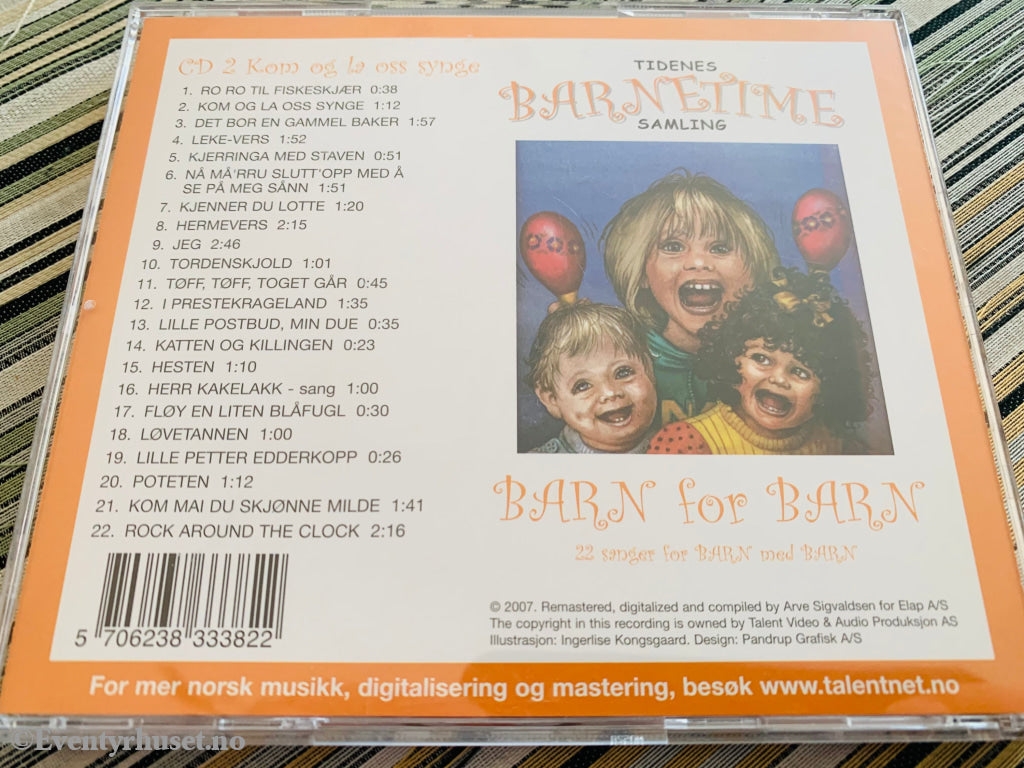 CD 2 Kom og la oss synge
1. RO RO TIL FISKESKJÆR 0:38
2. KOM OG LA OSS SYNGE 1:12
3. DET BOR EN GAMMEL BAKER 1:57
4. LEKE-VERS 1:52
5. KJERRINGA MED STAVEN 0:51
6. NÅ MÅ'RRU SLUTT'OPP MED Å
SE PÅ MEG SÅNN 1:51
7. KJENNER DU LOTTE 1:20
8. HERMEVERS 2:15
9. JEG 2:46
10. TORDENSKJOLD 1:01
11. TØFF, TØFF, TOGET GÅR 0:45
12. I PRESTEKRAGELAND 1:35
13. LILLE POSTBUD, MIN DUE 0:35
14. KATTEN OG KILLINGEN 0:23
15. HESTEN 1:10
16. HERR KAKELAKK - sang 1:00
17. FLØY EN LITEN BLÅFUGL 0:30
18. LØVETANNEN 1:00
19. LILLE PETTER EDDERKOPP 0:26
20. POTETEN 1:12
21. KOM MAI DU SKJØNNE MILDE 1:41
22. ROCK AROUND THE CLOCK 2:16
5 706238 333822
TIDENES
BARNETIME
SAMLING
BARN for BARN
22 sanger for BARN med BARN
© 2007. Remastered, digitalized and compiled by Arve Sigvaldsen for Elap A/S
The copyright in this recording is owned by Talent Video & Audio Produksjon AS
Illustrasjon: Ingerlise Kongsgaard. Design: Pandrup Grafisk A/S
For mer norsk musikk, digitalisering og mastering, besøk www.talentnet.no
©Eventyrhuset.no